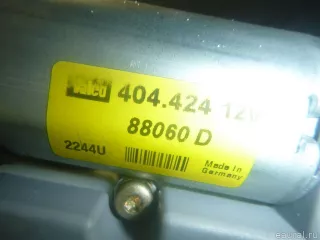 Valeo 404.424 12V
88060 D
2244U
Made in
Germany